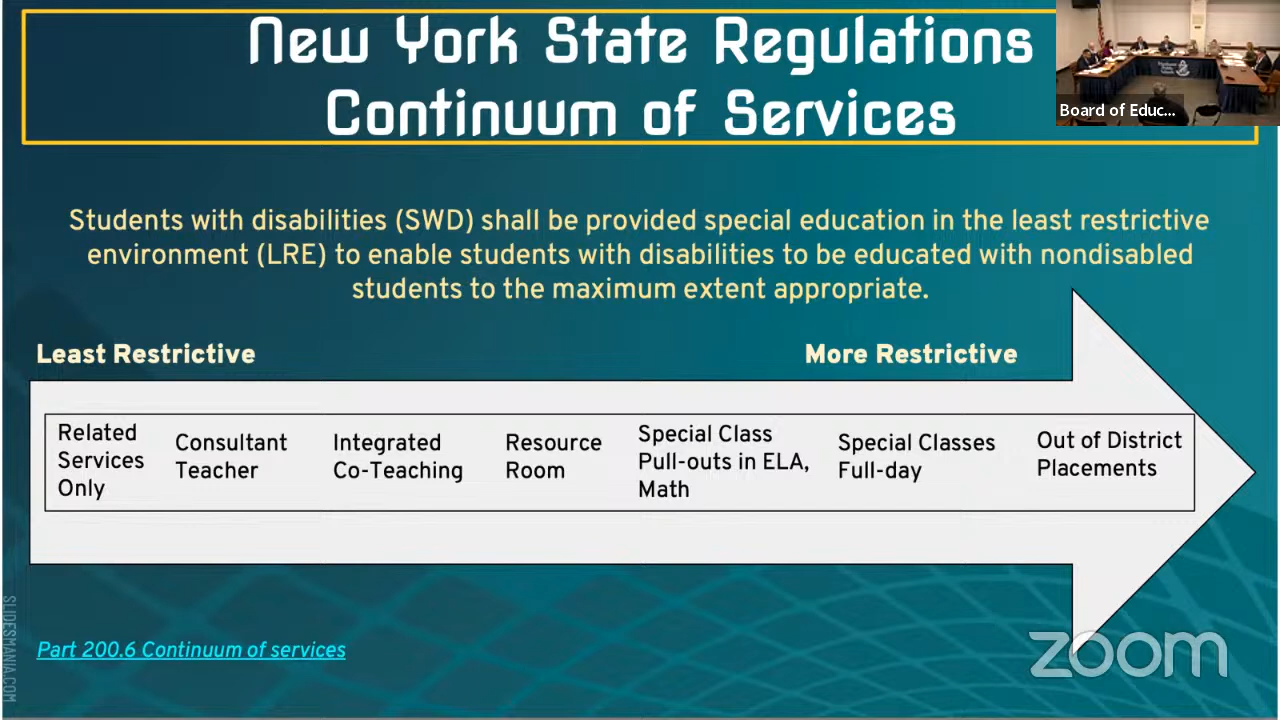 New York State Regulations
Continuum of Services
Board of Educ...
Students with disabilities (SWD) shall be provided special education in the least restrictive
environment (LRE) to enable students with disabilities to be educated with nondisabled
students to the maximum extent appropriate.
Least Restrictive
More Restrictive
Related
Services
Only
Consultant
Teacher
Integrated
Co-Teaching
Resource
Room
Special Class
Pull-outs in ELA,
Math
Special Classes
Full-day
Out of District
Placements
Part 200.6 Continuum of services
SLIDESMANIA.COM
zoom